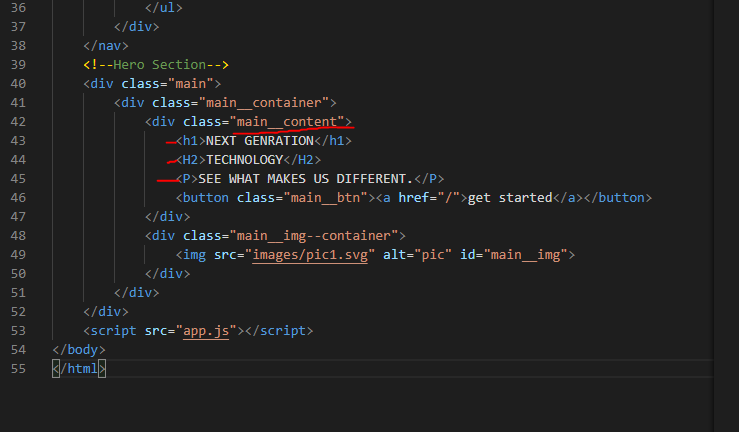 36 </ul>
37 </div>
38 </nav>
39 <!--Hero Section-->
40 <div class="main">
41 <div class="main__container">
42 <div class="main__content">
43 <h1>NEXT GENRATION</h1>
44 <H2>TECHNOLOGY</H2>
45 <P>SEE WHAT MAKES US DIFFERENT.</P>
46 <button class="main__btn"><a href="/">get started</a></button>
47 </div>
48 <div class="main__img--container">
49 <img src="images/pic1.svg" alt="pic" id="main__img">
50 </div>
51 </div>
52 </div>
53 <script src="app.js"></script>
54 </body>
55 </html>